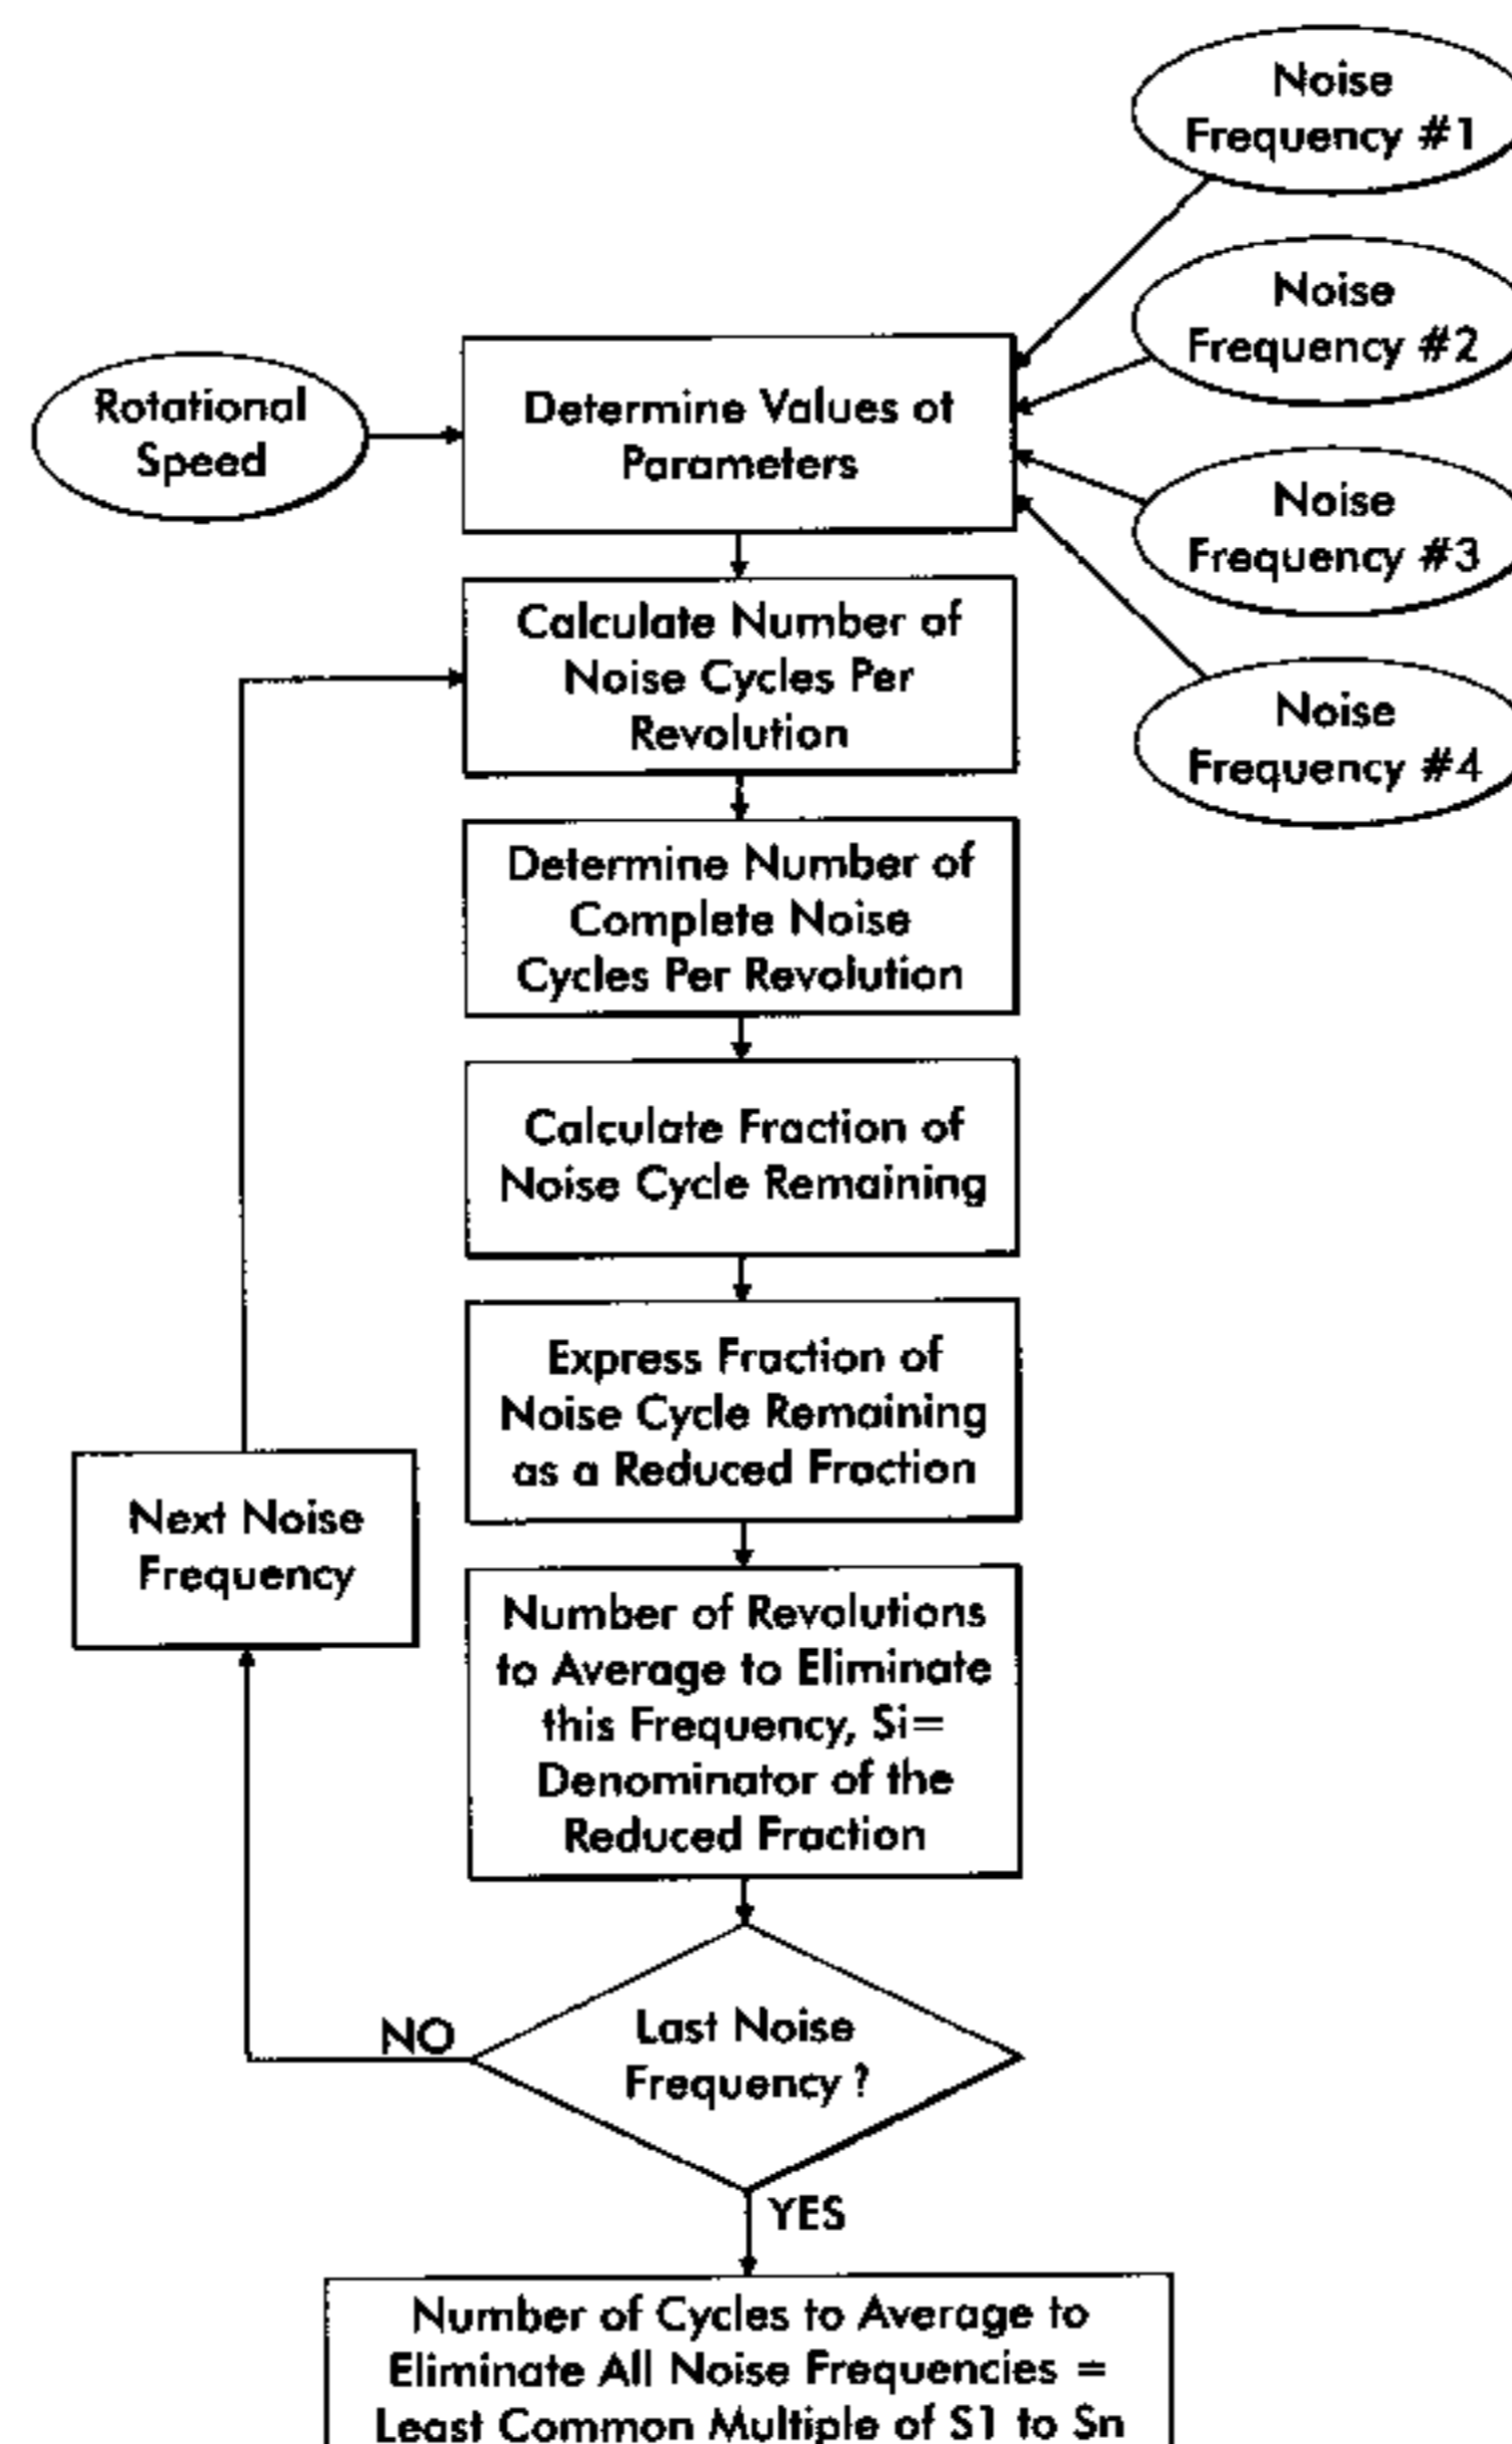 Noise
Frequency #1
Noise
Frequency #2
Rotational
Speed
Determine Values of
Parameters
Noise
Frequency #3
Noise
Frequency #4
Calculate Number of
Noise Cycles Per
Revolution
Determine Number of
Complete Noise
Cycles Per Revolution
Calculate Fraction of
Noise Cycle Remaining
Express Fraction of
Noise Cycle Remaining
as a Reduced Fraction
Next Noise
Frequency
Number of Revolutions
to Average to Eliminate
this Frequency, Si=
Denominator of the
Reduced Fraction
Last Noise
Frequency ?
NO
YES
Number of Cycles to Average to
Eliminate All Noise Frequencies =
Least Common Multiple of S1 to Sn